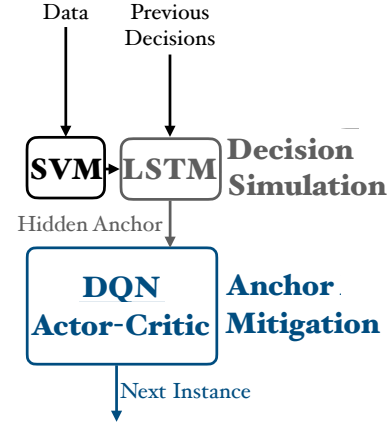 Data
Previous
Decisions
SVM
LSTM
Decision
Simulation
Hidden Anchor
DQN
Actor-Critic
Anchor
Mitigation
Next Instance